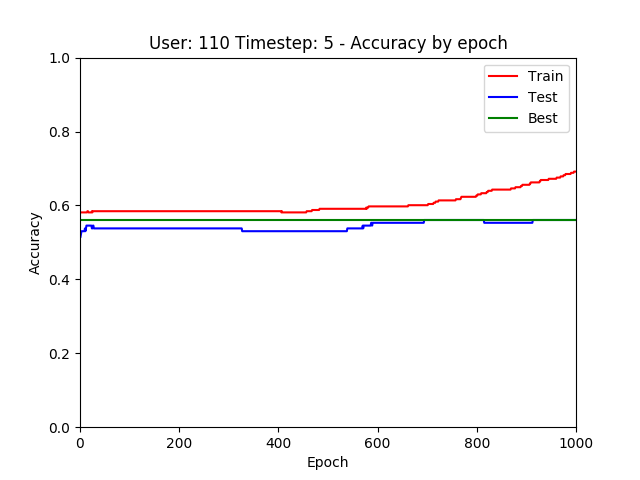 User: 110 Timestep: 5 - Accuracy by epoch
1.0
0.8
0.6
0.4
0.2
0.0
Accuracy
Train
Test
Best
0 200 400 600 800 1000
Epoch